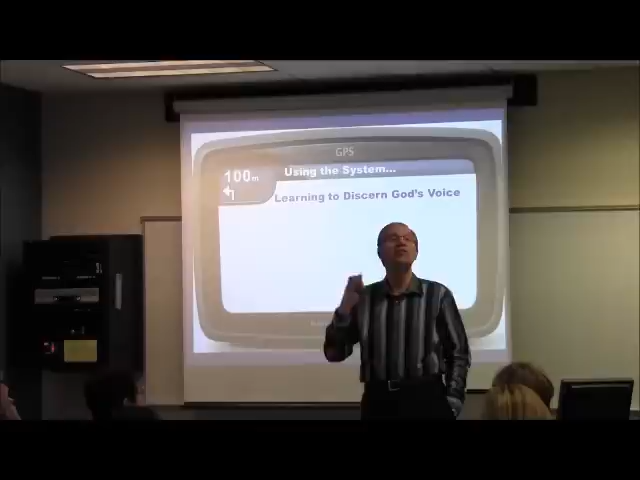 GPS
100m
Using the System...
Learning to Discern God's Voice